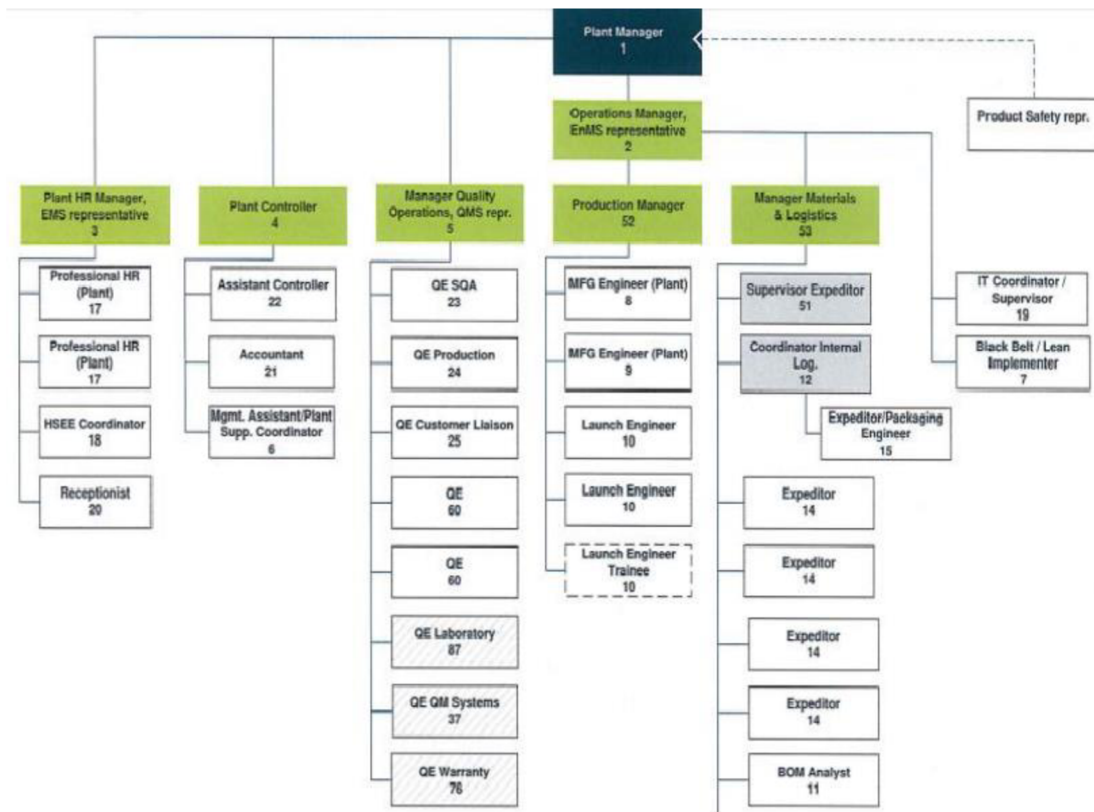 Plant Manager
1
Product Safety repr.
Operations Manager,
EnMS representative
2
Plant HR Manager,
EMS representative
3
Plant Controller
4
Manager Quality
Operations, QMS repr.
5
Production Manager
52
Manager Materials
& Logistics
53
Professional HR
(Plant)
17
Professional HR
(Plant)
17
HSEE Coordinator
18
Receptionist
20
Assistant Controller
22
Accountant
21
Mgmt. Assistant/Plant
Supp. Coordinator
6
QE SQA
23
QE Production
24
QE Customer Liaison
25
QE
60
QE
60
QE Laboratory
87
QE QM Systems
37
QE Warranty
76
MFG Engineer (Plant)
8
MFG Engineer (Plant)
9
Launch Engineer
10
Launch Engineer
10
Launch Engineer
Trainee
10
Supervisor Expeditor
51
Coordinator Internal
Log.
12
Expeditor/Packaging
Engineer
15
Expeditor
14
Expeditor
14
Expeditor
14
Expeditor
14
BOM Analyst
11
IT Coordinator /
Supervisor
19
Black Belt / Lean
Implementer
7